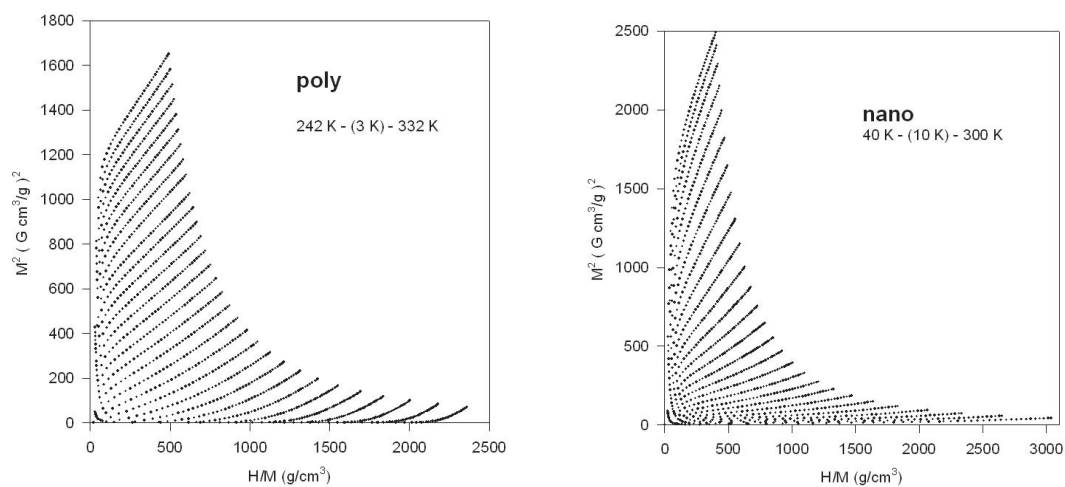 1800
1600
1400
1200
1000
800
600
400
200
0
M² ( G cm³/g )²
poly
242 K - (3 K) - 332 K
0 500 1000 1500 2000 2500
H/M (g/cm³)
2500
2000
1500
1000
500
0
M² ( G cm³/g )²
nano
40 K - (10 K) - 300 K
0 500 1000 1500 2000 2500 3000
H/M (g/cm³)